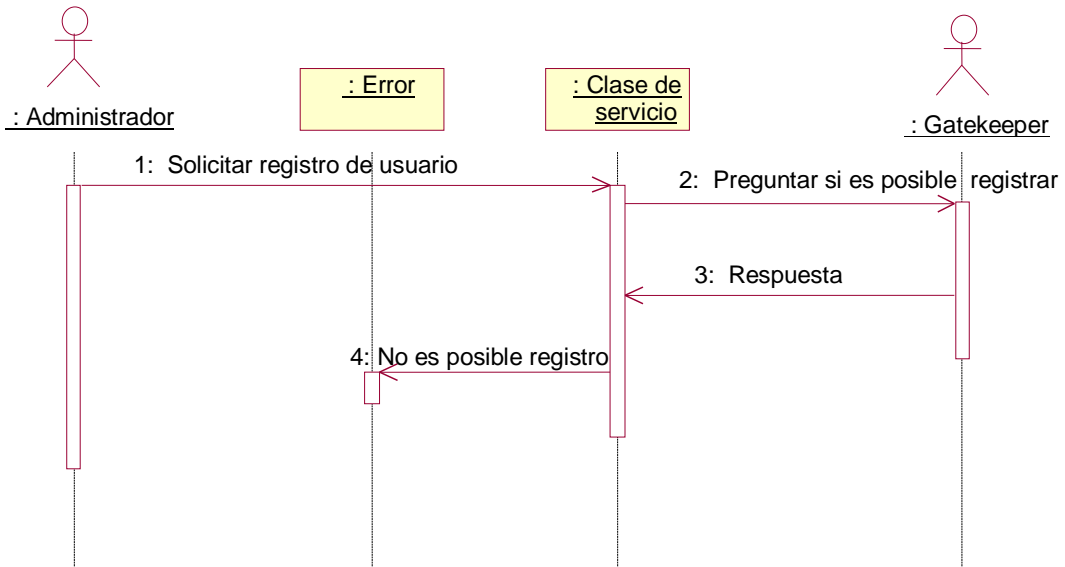 : Administrador
: Error
: Clase de
servicio
: Gatekeeper
1: Solicitar registro de usuario
2: Preguntar si es posible registrar
3: Respuesta
4: No es posible registro